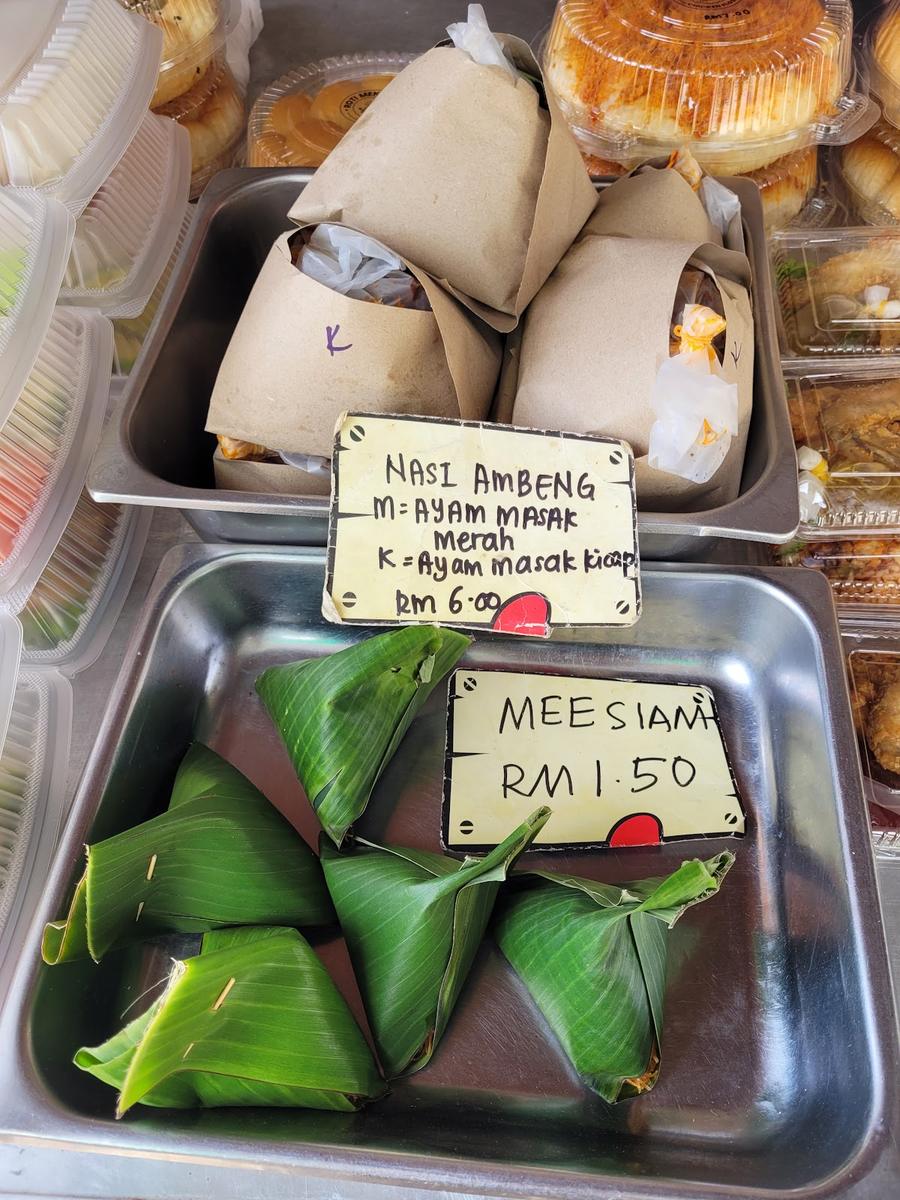 K
NASI AMBENG
M = AYAM MASAK
merah
K = Ayam masak kicap
RM 6.00
MEE SIAM
RM 1.50